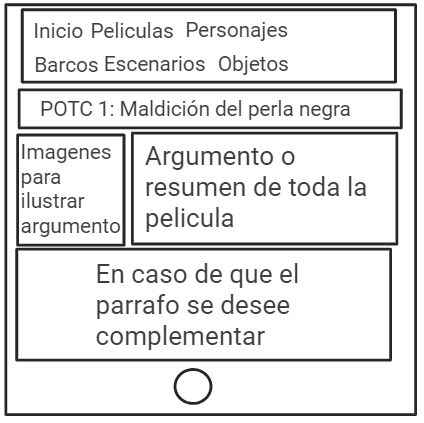 Inicio Peliculas Personajes
Barcos Escenarios Objetos
POTC 1: Maldición del perla negra
Imagenes
para
ilustrar
argumento
Argumento o
resumen de toda la
pelicula
En caso de que el
parrafo se desee
complementar